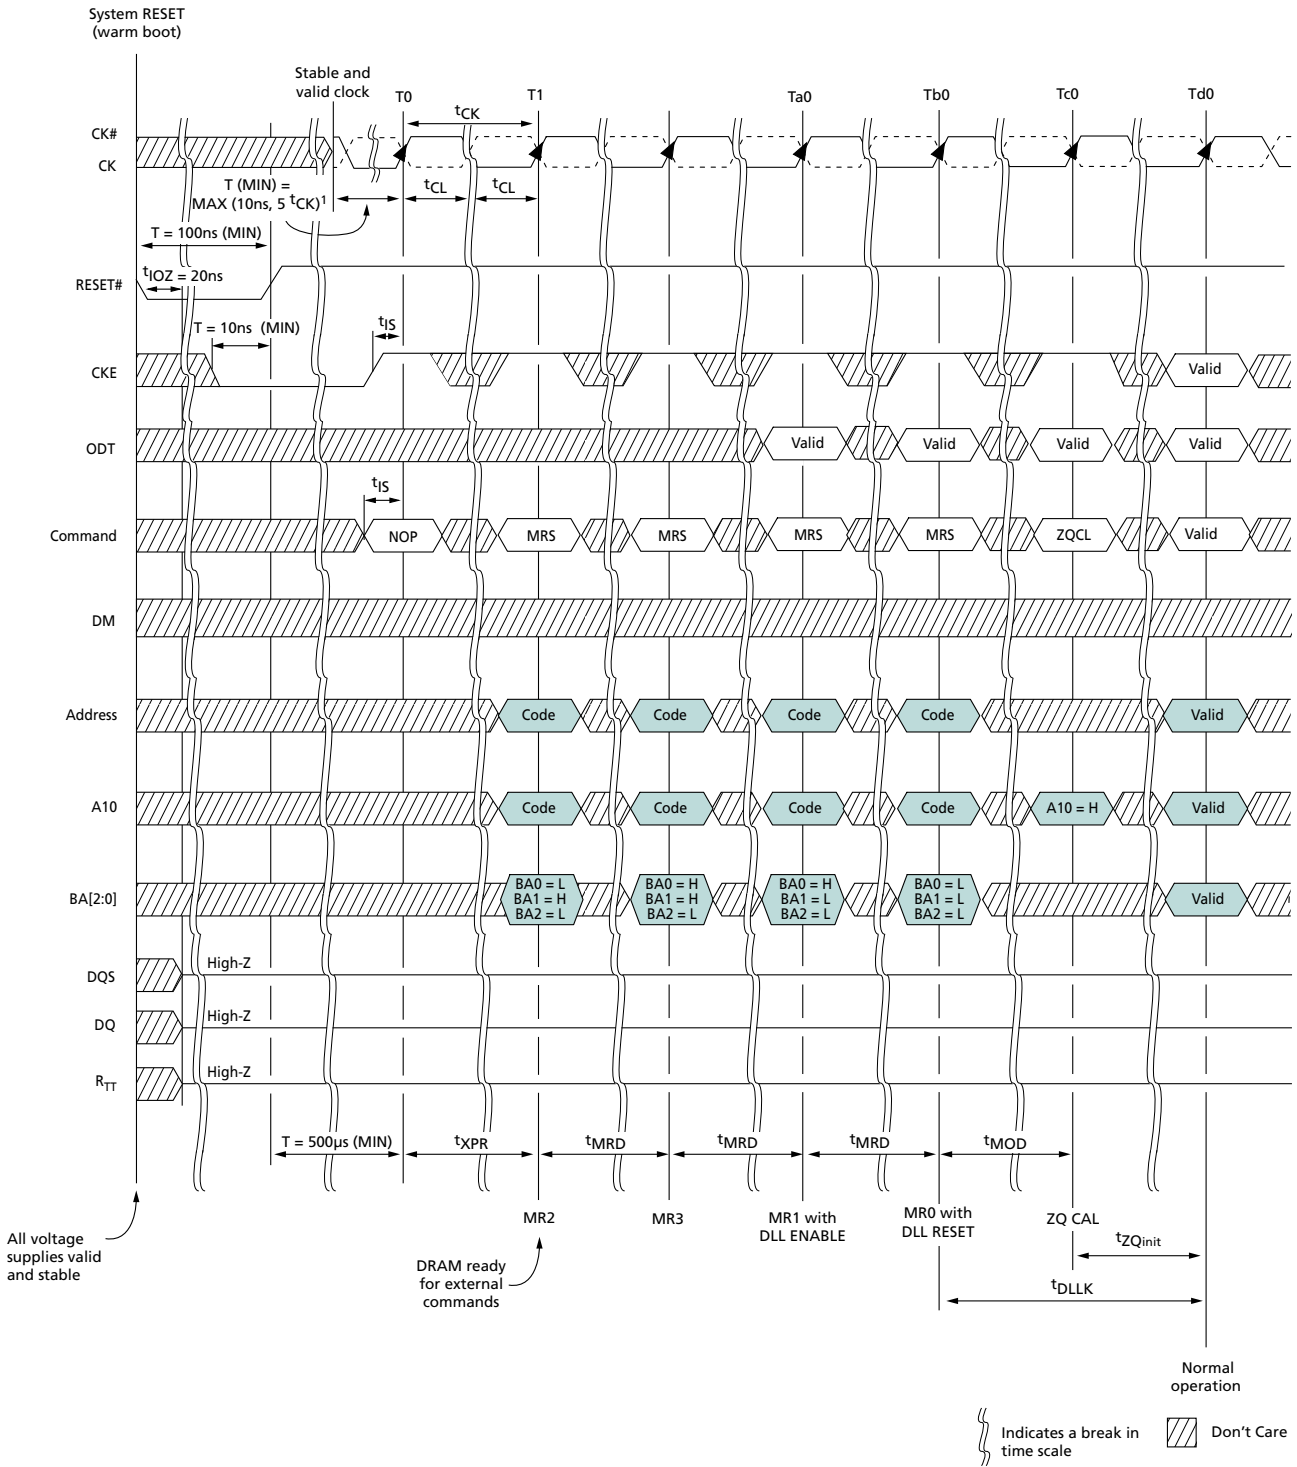 System RESET
(warm boot)
Stable and
valid clock
T0
T1
Ta0
Tb0
Tc0
Td0
tCK
CK#
CK
T (MIN) =
MAX (10ns, 5 tCK)1
tCL
tCL
T = 100ns (MIN)
tIOZ = 20ns
RESET#
T = 10ns (MIN)
tIS
CKE
Valid
ODT
Valid
Valid
Valid
Valid
tIS
Command
NOP
MRS
MRS
MRS
MRS
ZQCL
Valid
DM
Address
Code
Code
Code
Code
Valid
A10
Code
Code
Code
Code
A10 = H
Valid
BA[2:0]
BA0 = L
BA1 = H
BA2 = L
BA0 = H
BA1 = H
BA2 = L
BA0 = H
BA1 = L
BA2 = L
BA0 = L
BA1 = L
BA2 = L
Valid
DQS
High-Z
DQ
High-Z
RTT
High-Z
T = 500µs (MIN)
tXPR
tMRD
tMRD
tMRD
tMOD
MR2
MR3
MR1 with
DLL ENABLE
MR0 with
DLL RESET
ZQ CAL
tZQinit
All voltage
supplies valid
and stable
DRAM ready
for external
commands
tDLLK
Normal
operation
Indicates a break in
time scale
Don't Care